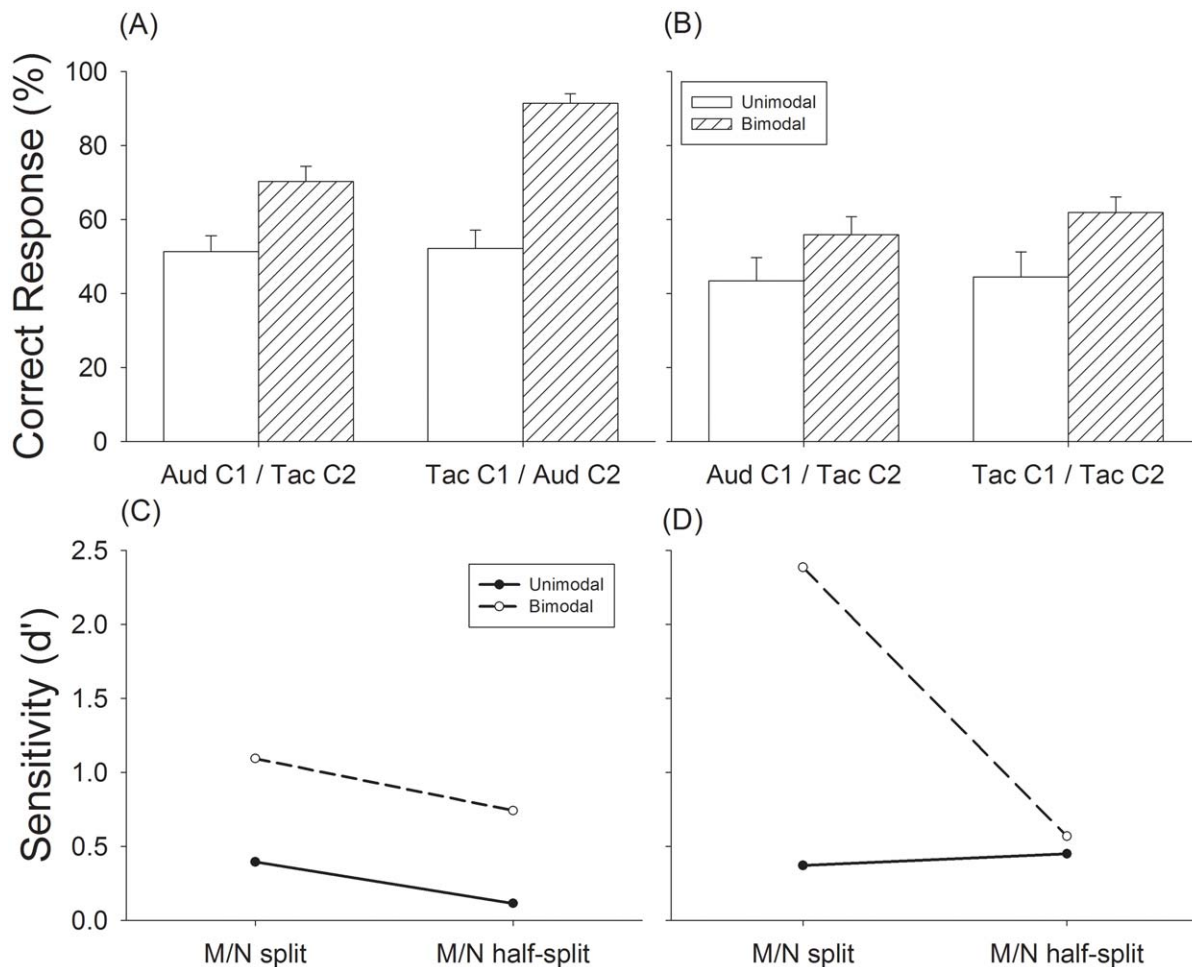 (A)
(B)
Correct Response (%)
100
80
60
40
20
0
Unimodal
Bimodal
Aud C1 / Tac C2
Tac C1 / Aud C2
Aud C1 / Tac C2
Tac C1 / Tac C2
(C)
(D)
Sensitivity (d')
2.5
2.0
1.5
1.0
0.5
0.0
Unimodal
Bimodal
M/N split
M/N half-split
M/N split
M/N half-split